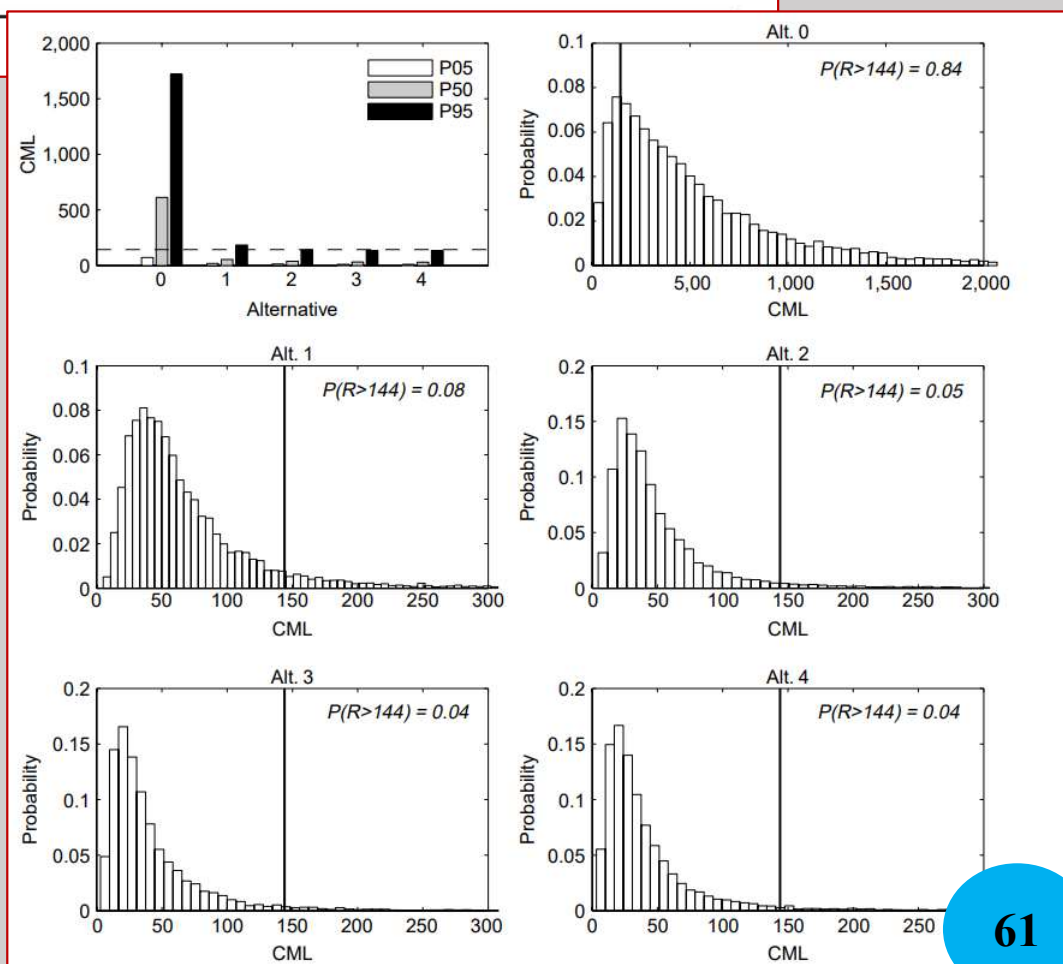 2,000
1,500
1,000
500
0
CML
P05
P50
P95
0 1 2 3 4
Alternative
Alt. 0
P(R>144) = 0.84
0.1
0.08
0.06
0.04
0.02
0
Probability
0 5,00 1,000 1,500 2,000
CML
Alt. 1
P(R>144) = 0.08
0.1
0.08
0.06
0.04
0.02
0
Probability
0 50 100 150 200 250 300
CML
Alt. 2
P(R>144) = 0.05
0.2
0.15
0.1
0.05
0
Probability
0 50 100 150 200 250 300
CML
Alt. 3
P(R>144) = 0.04
0.2
0.15
0.1
0.05
0
Probability
0 50 100 150 200 250 300
CML
Alt. 4
P(R>144) = 0.04
0.2
0.15
0.1
0.05
0
Probability
0 50 100 150 200 250
CML
61